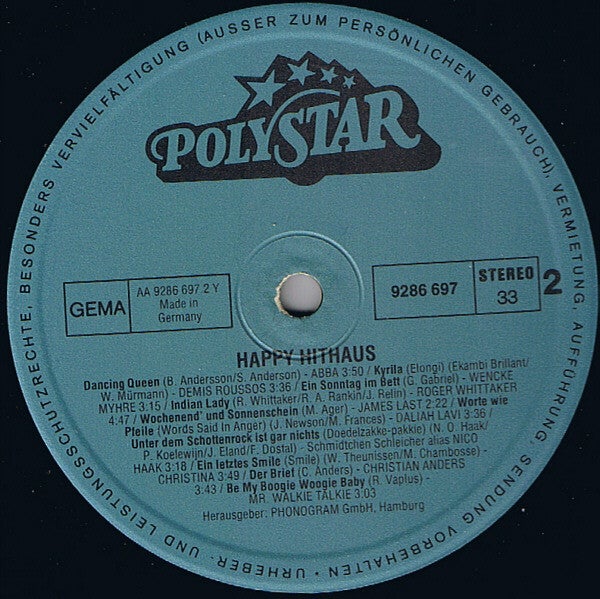 URHEBER- UND LEISTUNGSSCHUTZRECHTE, BESONDERS VERVIELFÄLTIGUNG (AUSSER ZUM PERSÖNLICHEN GEBRAUCH), VERMIETUNG, AUFFÜHRUNG, SENDUNG VORBEHALTEN •
POLYSTAR
GEMA
AA 9286 697 2 Y
Made in
Germany
9286 697
STEREO
33
2
HAPPY HITHAUS
Dancing Queen (B. Andersson/S. Anderson) - ABBA 3:50 / Kyrila (Elongi) (Ekambi Brillant/
W. Mürmann) - DEMIS ROUSSOS 3:36 / Ein Sonntag im Bett (G. Gabriel) - WENCKE
MYHRE 3:15 / Indian Lady (R. Whittaker/R. A. Rankin/J. Relin) - ROGER WHITTAKER
4:47 / Wochenend' und Sonnenschein (M. Ager) - JAMES LAST 2:22 / Worte wie
Pfeile (Words Said In Anger) (J. Newson/M. Frances) - DALIAH LAVI 3:36 /
Unter dem Schottenrock ist gar nichts (Doedelzakko-pakkie) (N. O. Haak/
P. Koelewijn/J. Eland/F. Dostal) - Schmidtchen Schleicher alias NICO
HAAK 3:18 / Ein letztes Smile (Smile) (W. Theunissen/M. Chambosse) -
CHRISTINA 3:49 / Der Brief (C. Anders) - CHRISTIAN ANDERS
3:43 / Be My Boogie Woogie Baby (R. Vaplus) -
MR. WALKIE TALKIE 3:03
Herausgeber: PHONOGRAM GmbH, Hamburg